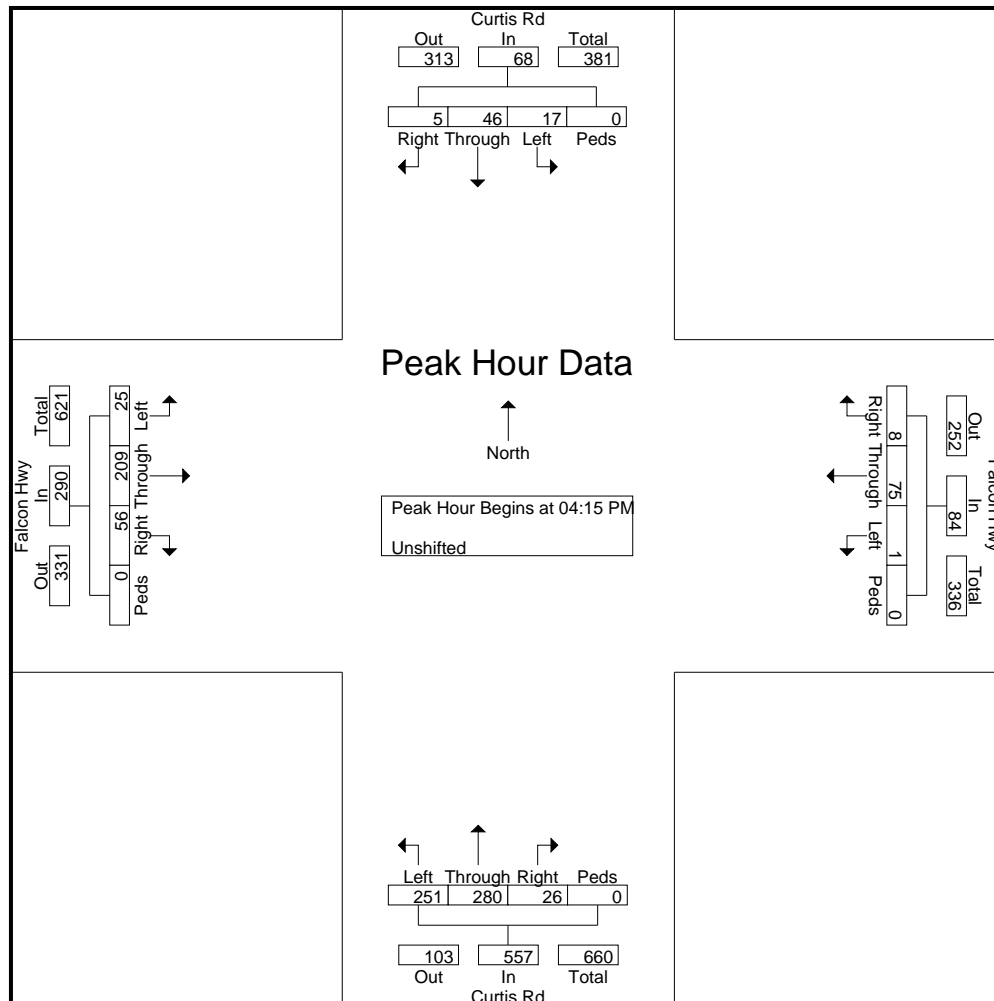 Curtis Rd
Out In Total
313 68 381
5 46 17 0
Right Through Left Peds
Peak Hour Data
North
Peak Hour Begins at 04:15 PM
Unshifted
Falcon Hwy
Total In Out
621 290 331
25 209 56 0
Left Through Right Peds
Falcon Hwy
Out In Total
252 84 336
8 75 1 0
Right Through Left Peds
Left Through Right Peds
251 280 26 0
103 557 660
Out In Total
Curtis Rd